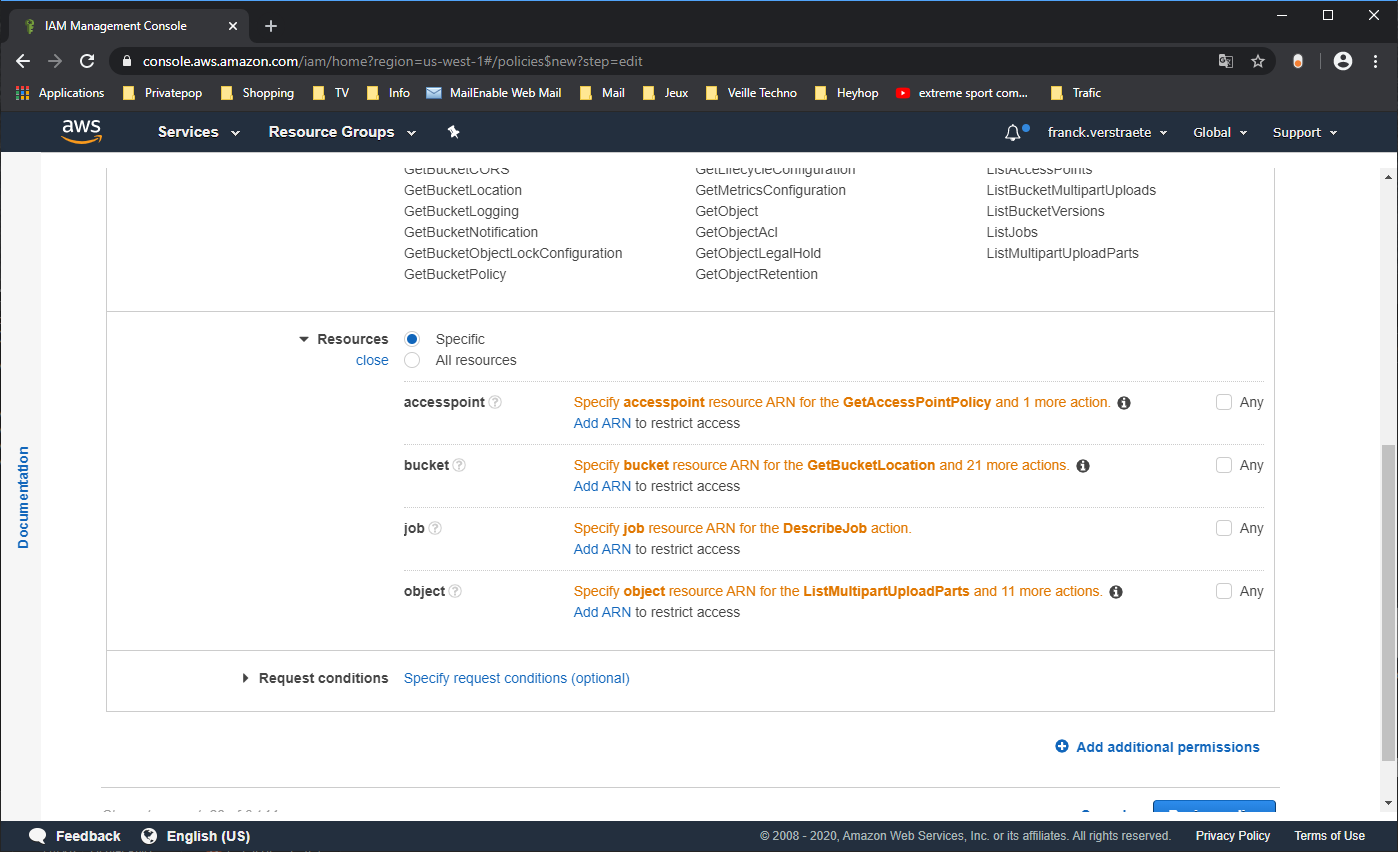 IAM Management Console
console.aws.amazon.com/iam/home?region=us-west-1#/policies$new?step=edit
Applications Privatepop Shopping TV Info MailEnable Web Mail Mail Jeux Veille Techno Heyhop extreme sport com... Trafic
aws Services Resource Groups franck.verstraete Global Support
GetBucketCORS GetLifecycleConfiguration ListAccessPoints
GetBucketLocation GetMetricsConfiguration ListBucketMultipartUploads
GetBucketLogging GetObject ListBucketVersions
GetBucketNotification GetObjectAcl ListJobs
GetBucketObjectLockConfiguration GetObjectLegalHold ListMultipartUploadParts
GetBucketPolicy GetObjectRetention
Resources Specific
close All resources
accesspoint Specify accesspoint resource ARN for the GetAccessPointPolicy and 1 more action. Any
Add ARN to restrict access
bucket Specify bucket resource ARN for the GetBucketLocation and 21 more actions. Any
Add ARN to restrict access
job Specify job resource ARN for the DescribeJob action. Any
Add ARN to restrict access
object Specify object resource ARN for the ListMultipartUploadParts and 11 more actions. Any
Add ARN to restrict access
Request conditions Specify request conditions (optional)
Add additional permissions
Documentation
Feedback English (US) © 2008 - 2020, Amazon Web Services, Inc. or its affiliates. All rights reserved. Privacy Policy Terms of Use